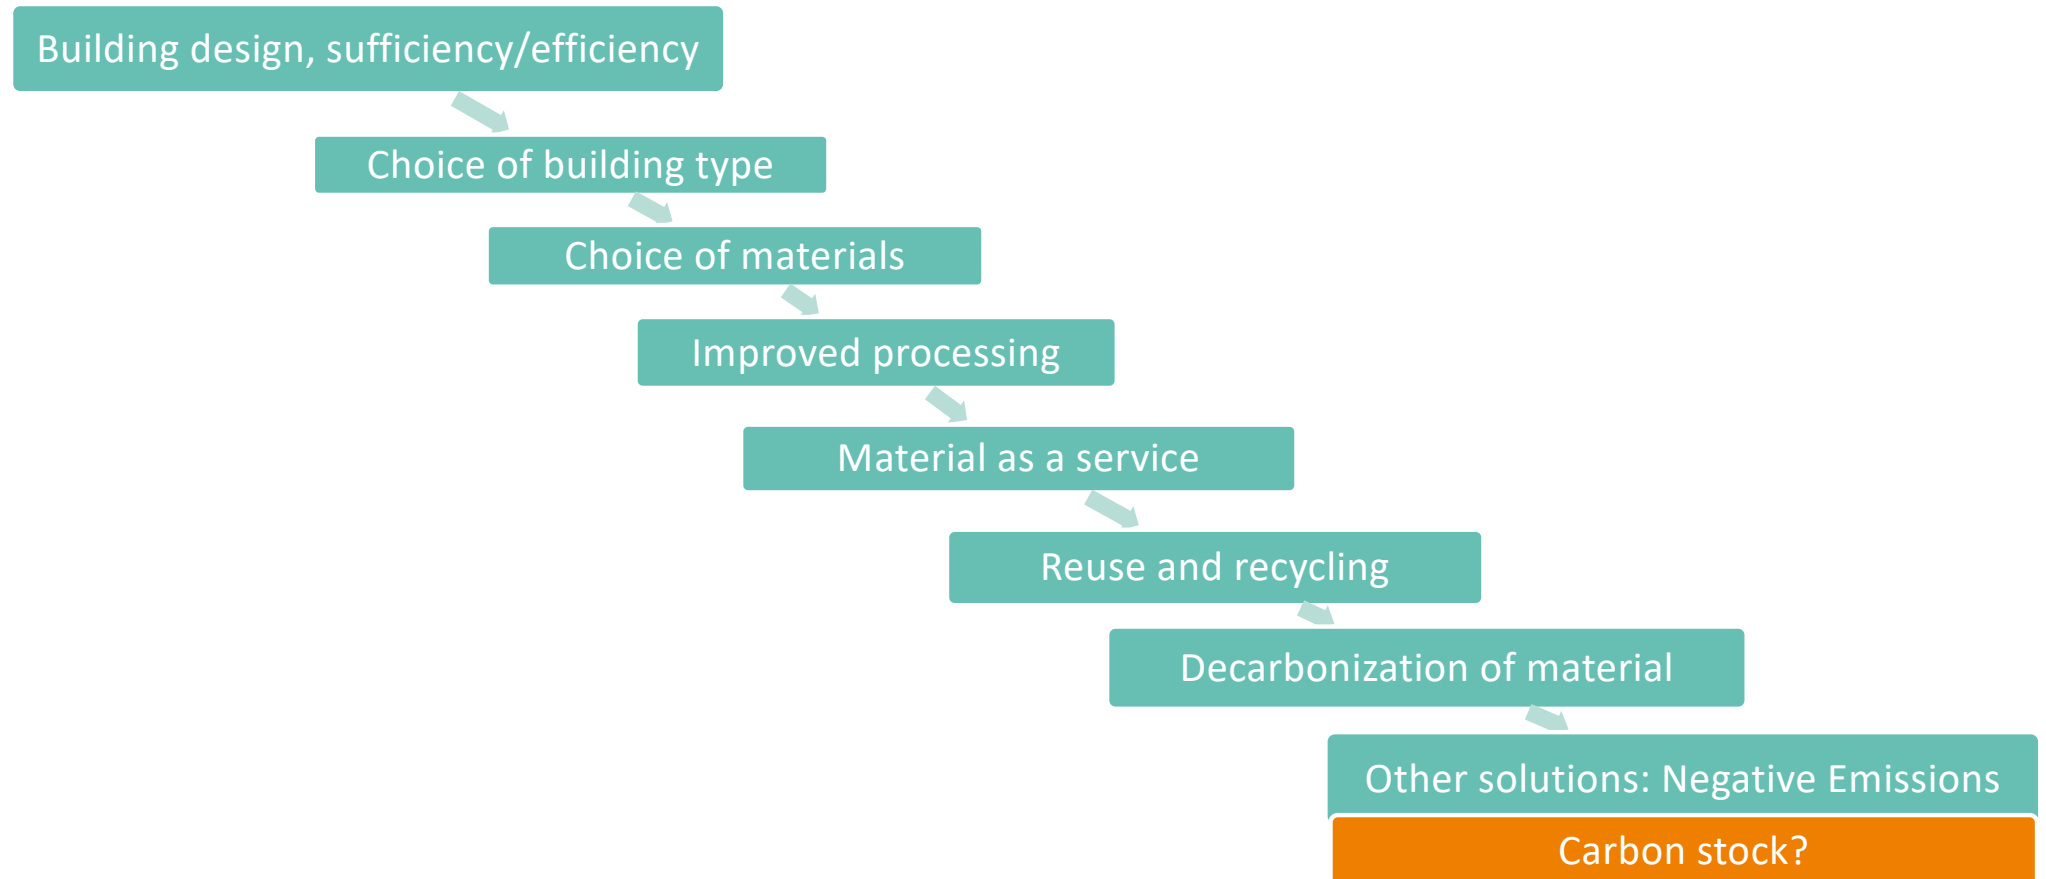 Building design, sufficiency/efficiency
Choice of building type
Choice of materials
Improved processing
Material as a service
Reuse and recycling
Decarbonization of material
Other solutions: Negative Emissions
Carbon stock?